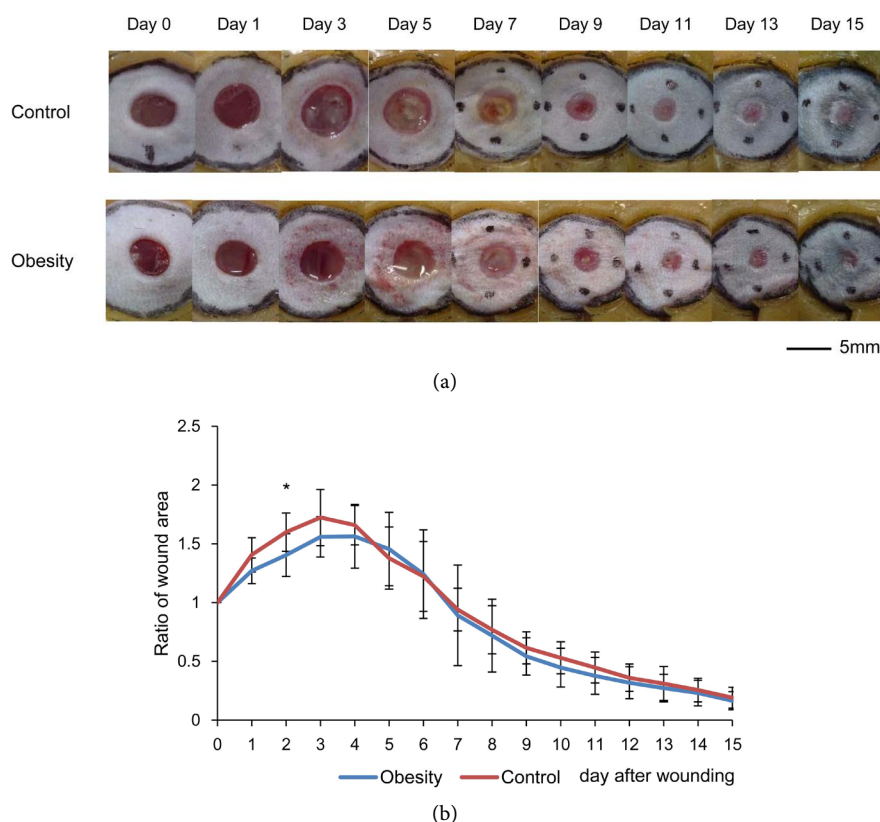 Day 0 Day 1 Day 3 Day 5 Day 7 Day 9 Day 11 Day 13 Day 15
Control
Obesity
5mm
(a)
2.5
2
1.5
1
0.5
0
*
Ratio of wound area
0 1 2 3 4 5 6 7 8 9 10 11 12 13 14 15
Obesity Control day after wounding
(b)